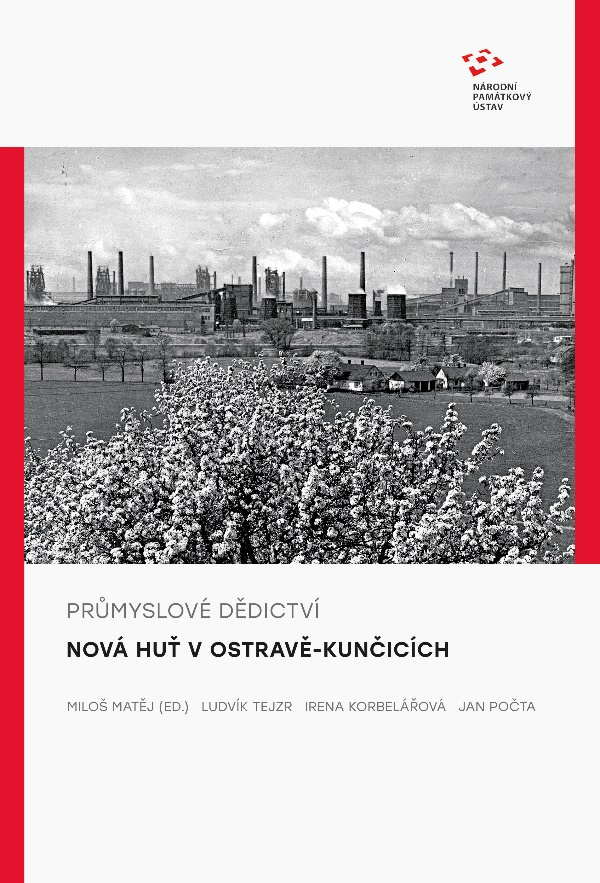 NÁRODNÍ
PAMÁTKOVÝ
ÚSTAV
PRŮMYSLOVÉ DĚDICTVÍ
NOVÁ HUŤ V OSTRAVĚ-KUNČICÍCH
MILOŠ MATĚJ (ED.) LUDVÍK TEJZR IRENA KORBELÁŘOVÁ JAN POČTA